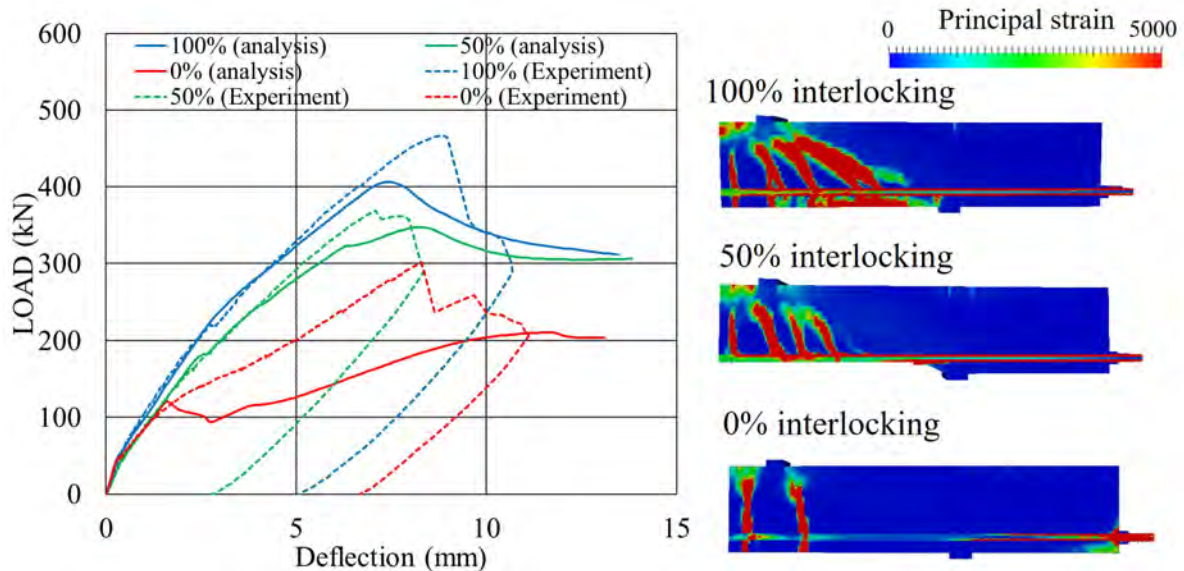 600
500
400
300
200
100
0
LOAD (kN)
100% (analysis)
50% (analysis)
0% (analysis)
100% (Experiment)
50% (Experiment)
0% (Experiment)
0
5
10
15
Deflection (mm)
Principal strain
0
5000
100% interlocking
50% interlocking
0% interlocking